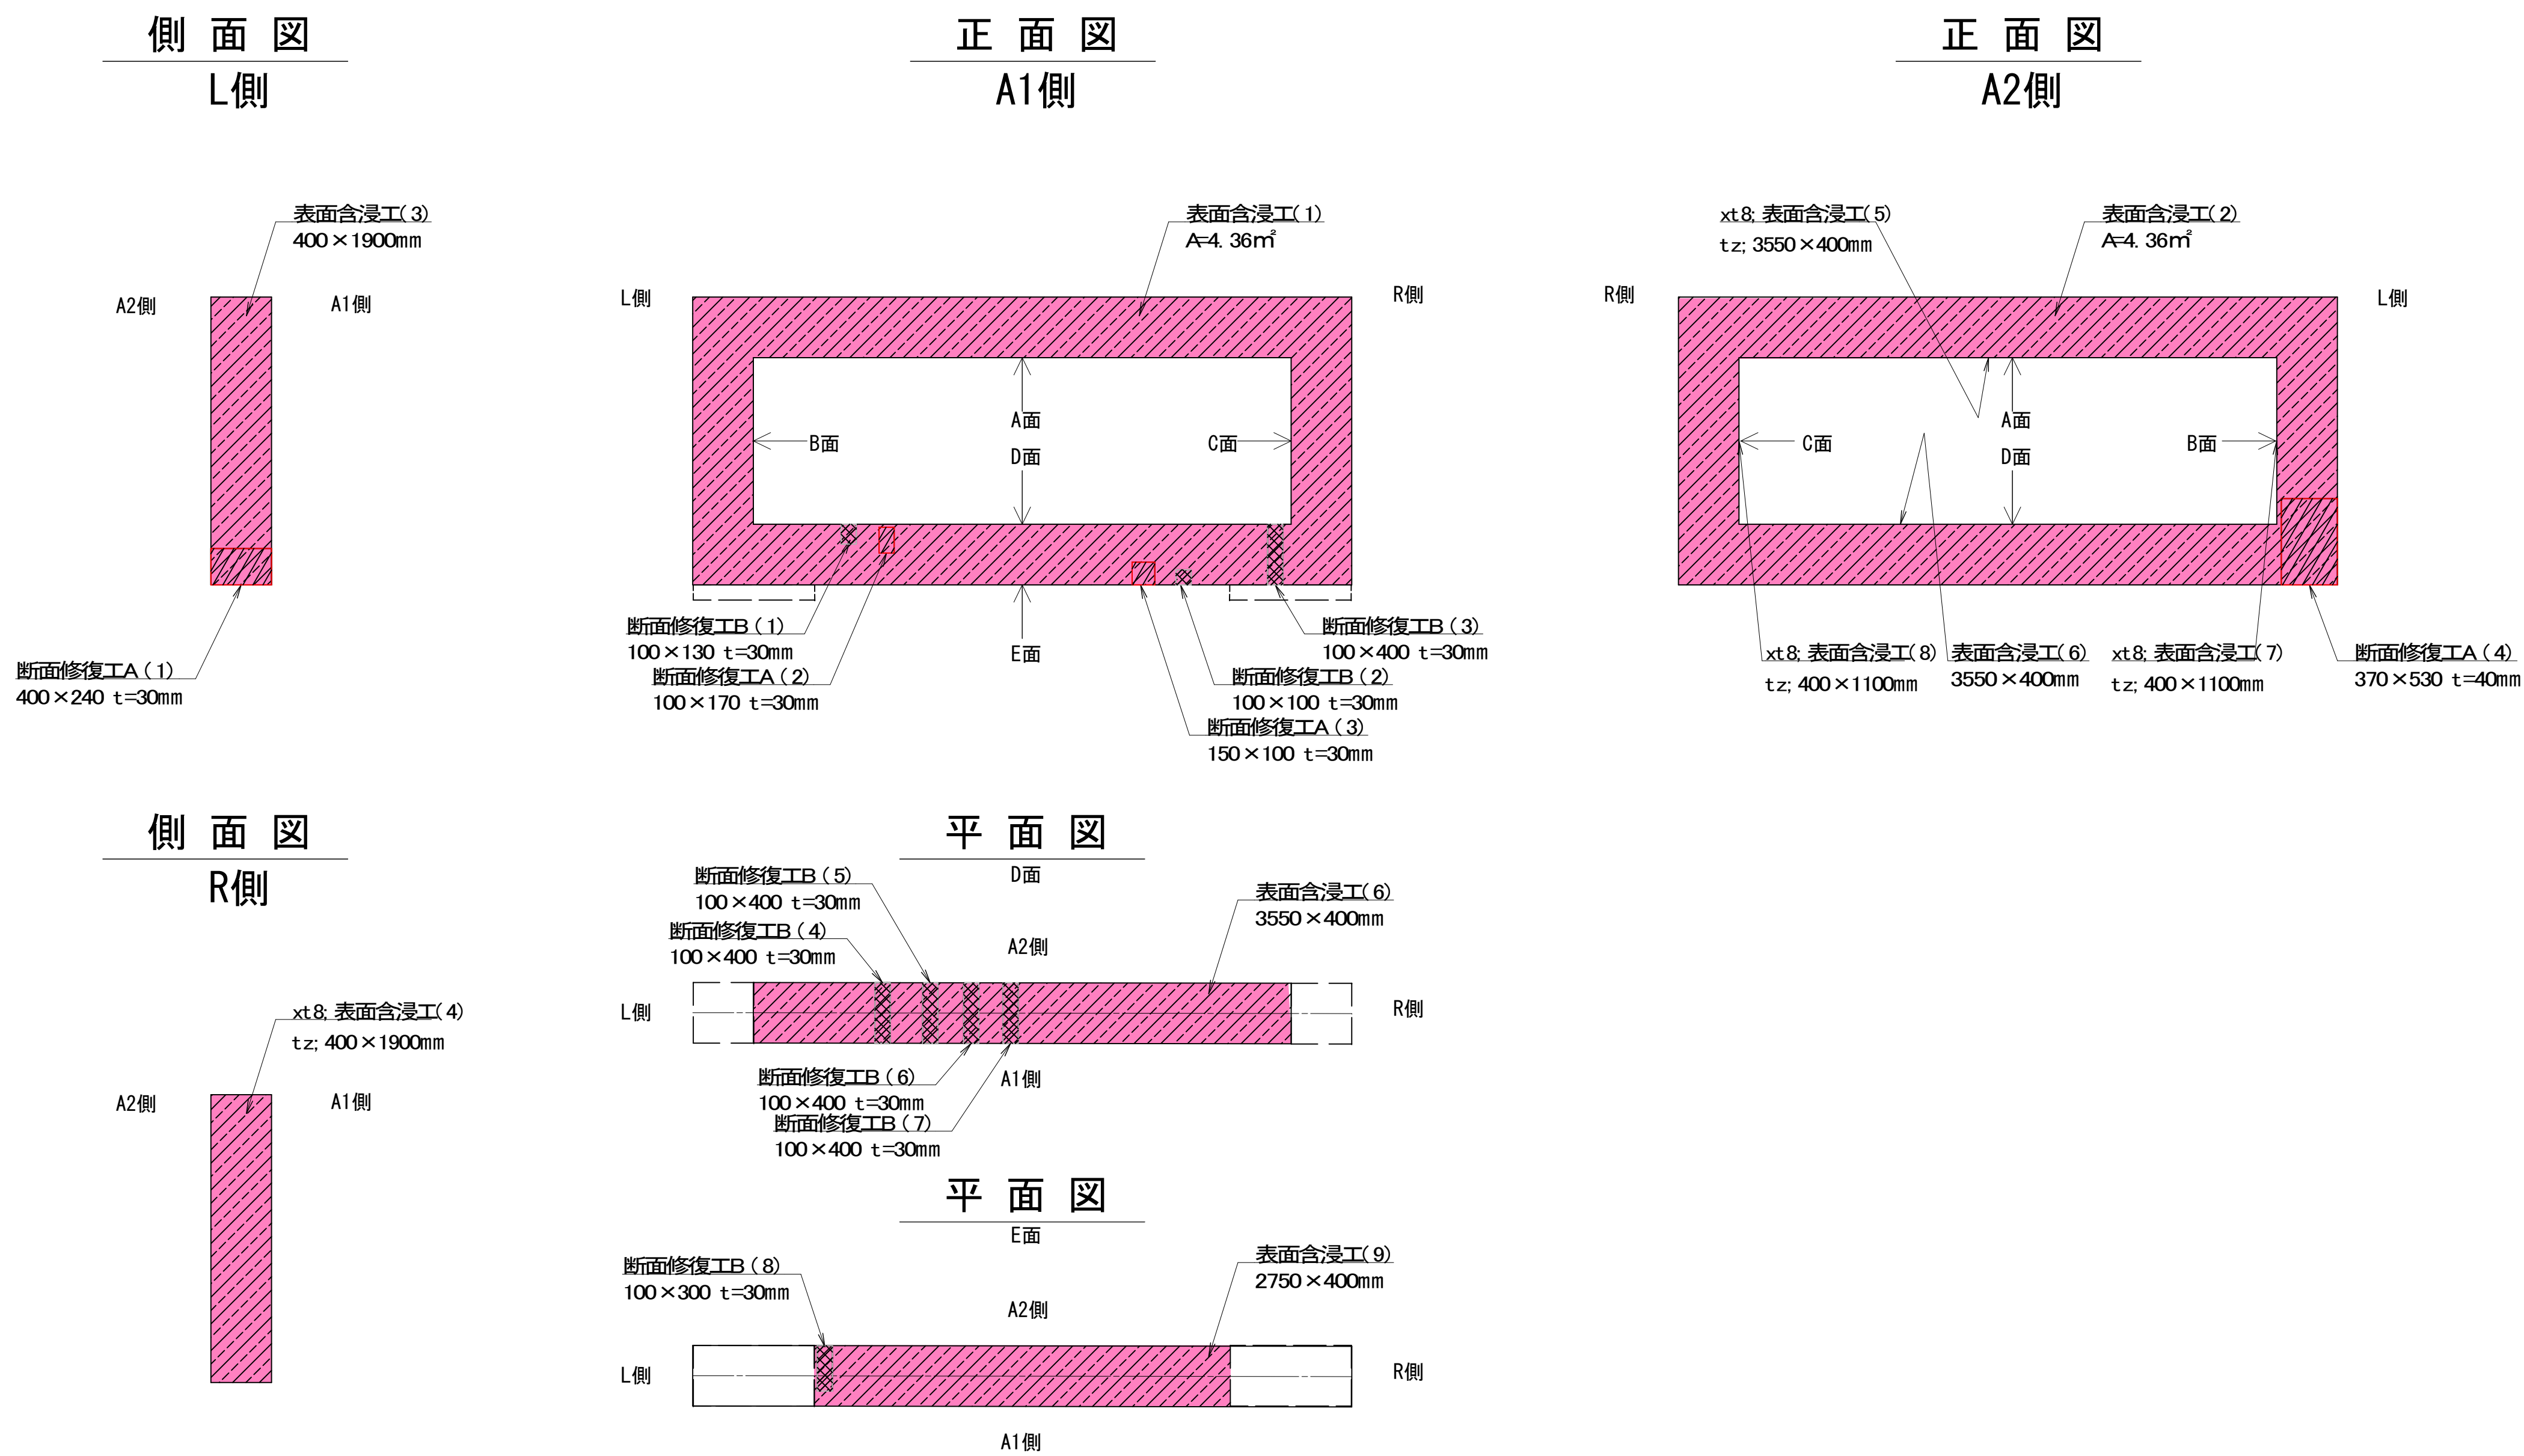 側 面 図
L側
表面含浸工(3)
400×1900mm
A2側
A1側
断面修復工A(1)
400×240 t=30mm
正 面 図
A1側
表面含浸工(1)
A=4.36㎡
L側
R側
A面
B面
C面
D面
E面
断面修復工B(1)
100×130 t=30mm
断面修復工A(2)
100×170 t=30mm
断面修復工B(3)
100×400 t=30mm
断面修復工B(2)
100×100 t=30mm
断面修復工A(3)
150×100 t=30mm
正 面 図
A2側
xt8;表面含浸工(5)
tz;3550×400mm
表面含浸工(2)
A=4.36㎡
R側
L側
A面
C面
B面
D面
xt8;表面含浸工(8)
tz;400×1100mm
表面含浸工(6)
3550×400mm
xt8;表面含浸工(7)
tz;400×1100mm
断面修復工A(4)
370×530 t=40mm
側 面 図
R側
xt8;表面含浸工(4)
tz;400×1900mm
A2側
A1側
平 面 図
D面
断面修復工B(5)
100×400 t=30mm
表面含浸工(6)
3550×400mm
断面修復工B(4)
100×400 t=30mm
A2側
L側
R側
断面修復工B(6)
100×400 t=30mm
A1側
断面修復工B(7)
100×400 t=30mm
平 面 図
E面
断面修復工B(8)
100×300 t=30mm
表面含浸工(9)
2750×400mm
A2側
L側
R側
A1側